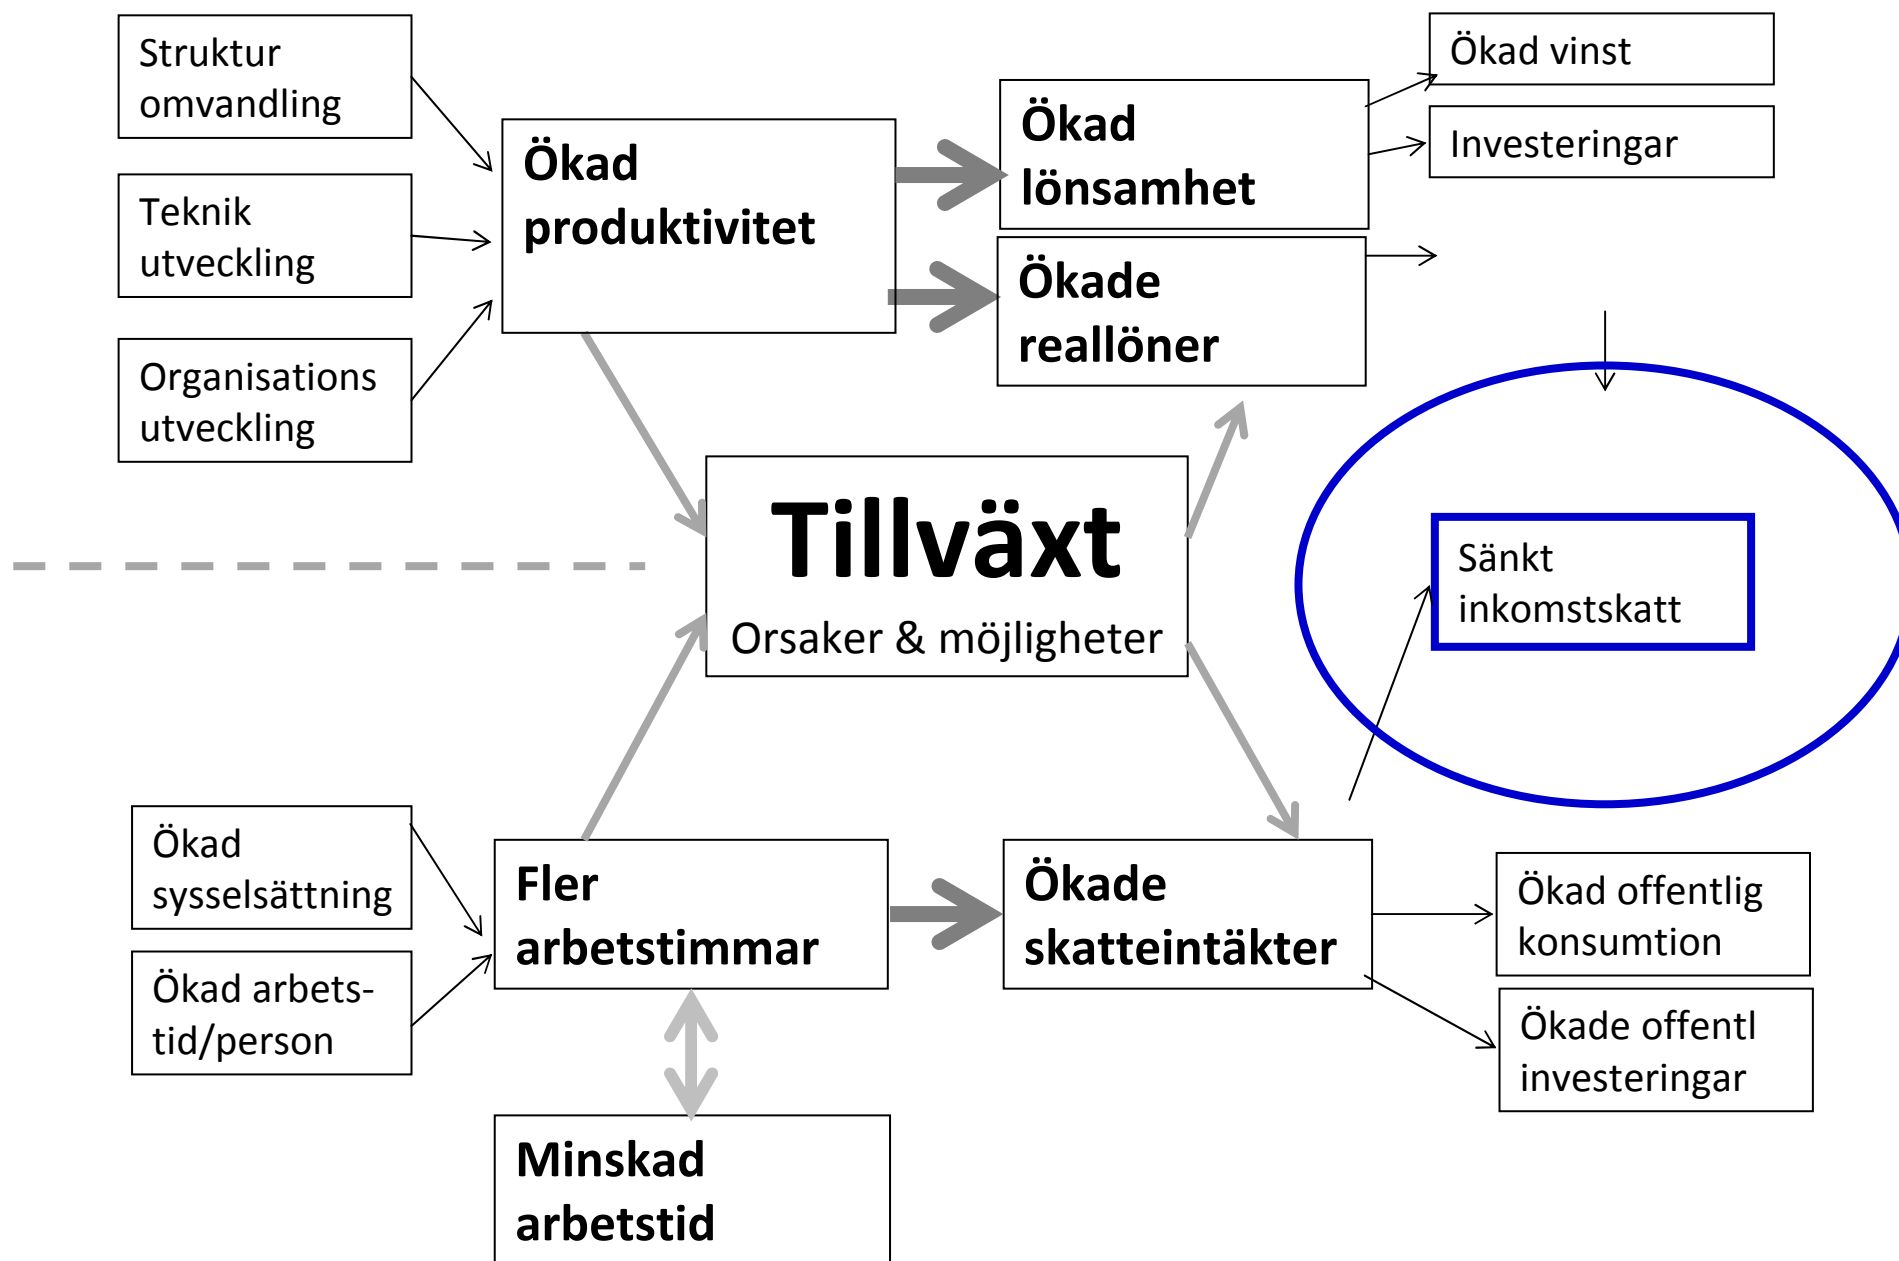 Struktur
omvandling
Teknik
utveckling
Organisations
utveckling
Ökad
produktivitet
Ökad
lönsamhet
Ökade
reallöner
Ökad vinst
Investeringar
Tillväxt
Orsaker & möjligheter
Sänkt
inkomstskatt
Ökad
sysselsättning
Ökad arbets-
tid/person
Fler
arbetstimmar
Ökade
skatteintäkter
Ökad offentlig
konsumtion
Ökade offentl
investeringar
Minskad
arbetstid